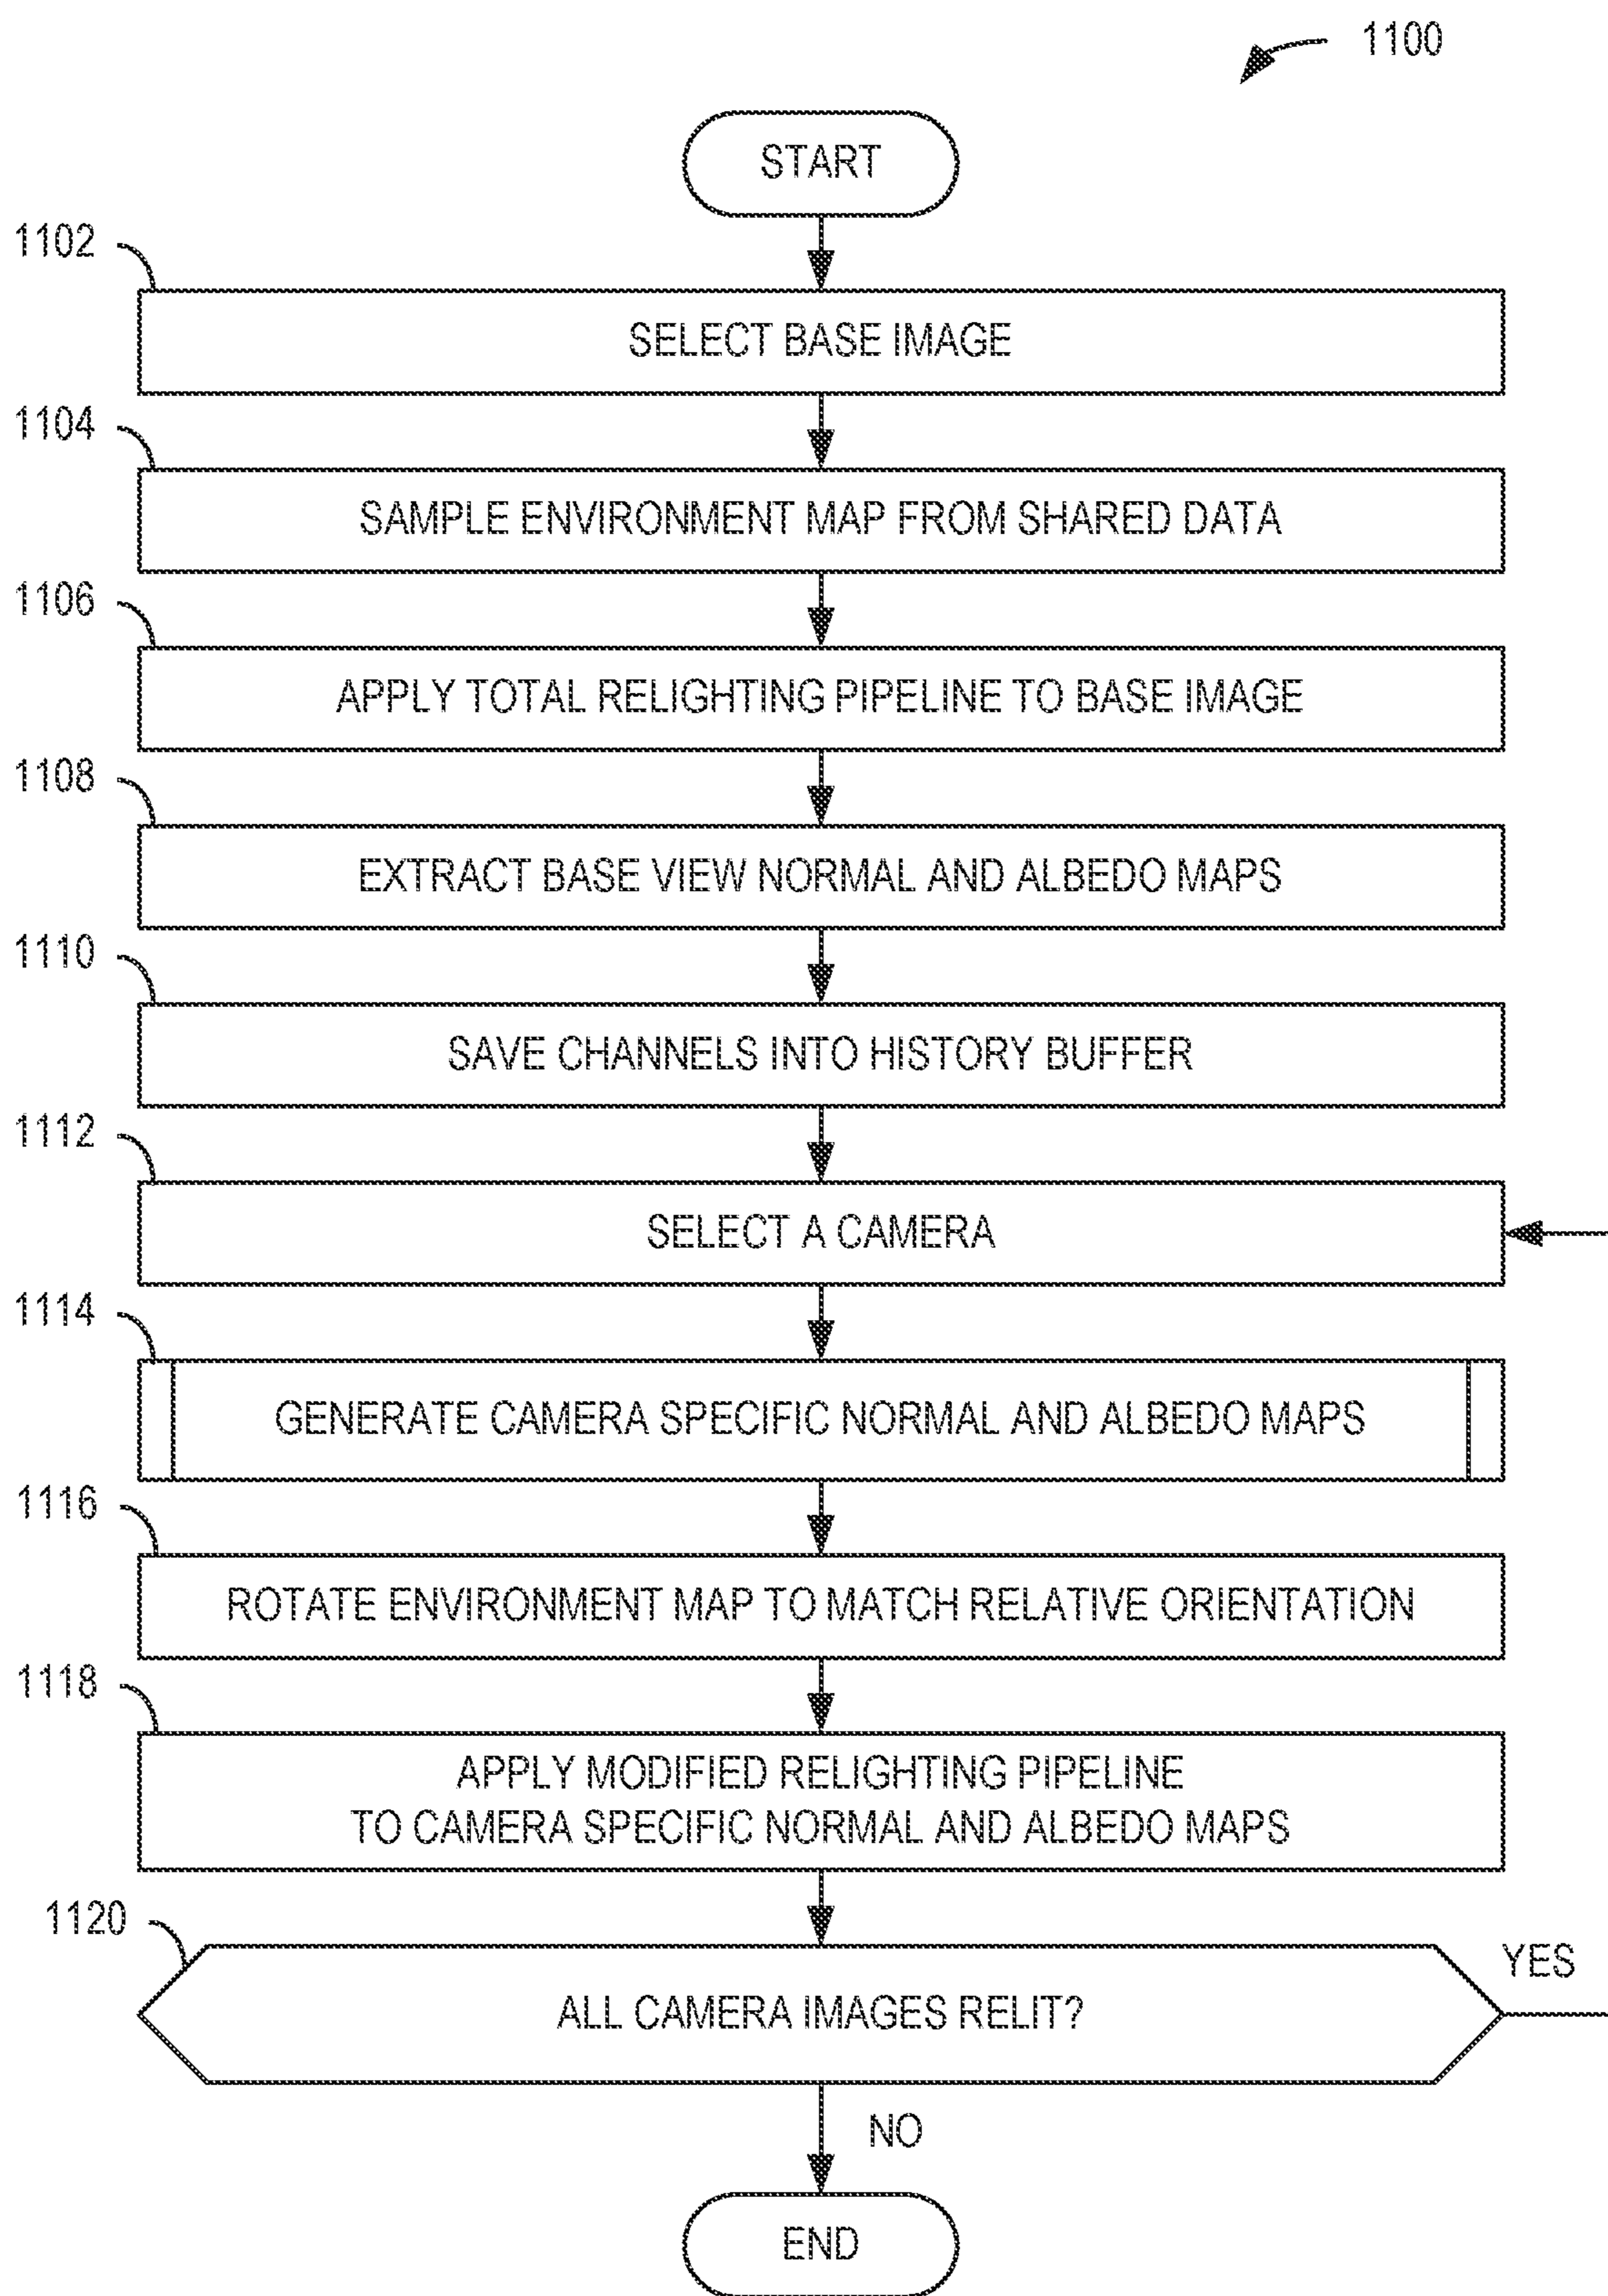 1100
START
1102
SELECT BASE IMAGE
1104
SAMPLE ENVIRONMENT MAP FROM SHARED DATA
1106
APPLY TOTAL RELIGHTING PIPELINE TO BASE IMAGE
1108
EXTRACT BASE VIEW NORMAL AND ALBEDO MAPS
1110
SAVE CHANNELS INTO HISTORY BUFFER
1112
SELECT A CAMERA
1114
GENERATE CAMERA SPECIFIC NORMAL AND ALBEDO MAPS
1116
ROTATE ENVIRONMENT MAP TO MATCH RELATIVE ORIENTATION
1118
APPLY MODIFIED RELIGHTING PIPELINE
TO CAMERA SPECIFIC NORMAL AND ALBEDO MAPS
1120
ALL CAMERA IMAGES RELIT?
YES
NO
END